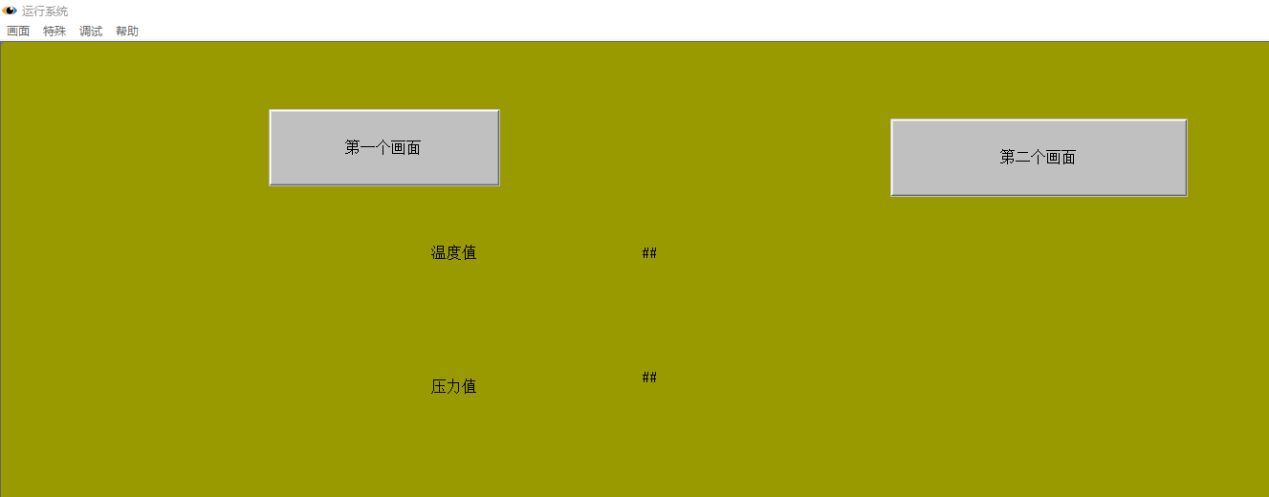 运行系统
画面 特殊 调试 帮助
第一个画面
第二个画面
温度值 ##
压力值 ##